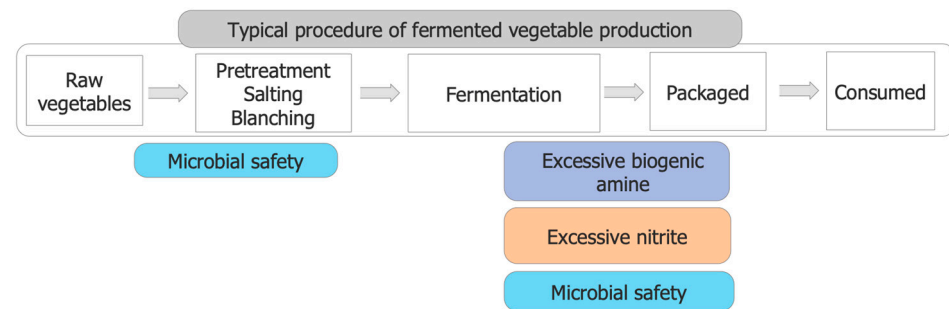 Typical procedure of fermented vegetable production
Raw
vegetables
Pretreatment
Salting
Blanching
Fermentation
Packaged
Consumed
Microbial safety
Excessive biogenic
amine
Excessive nitrite
Microbial safety